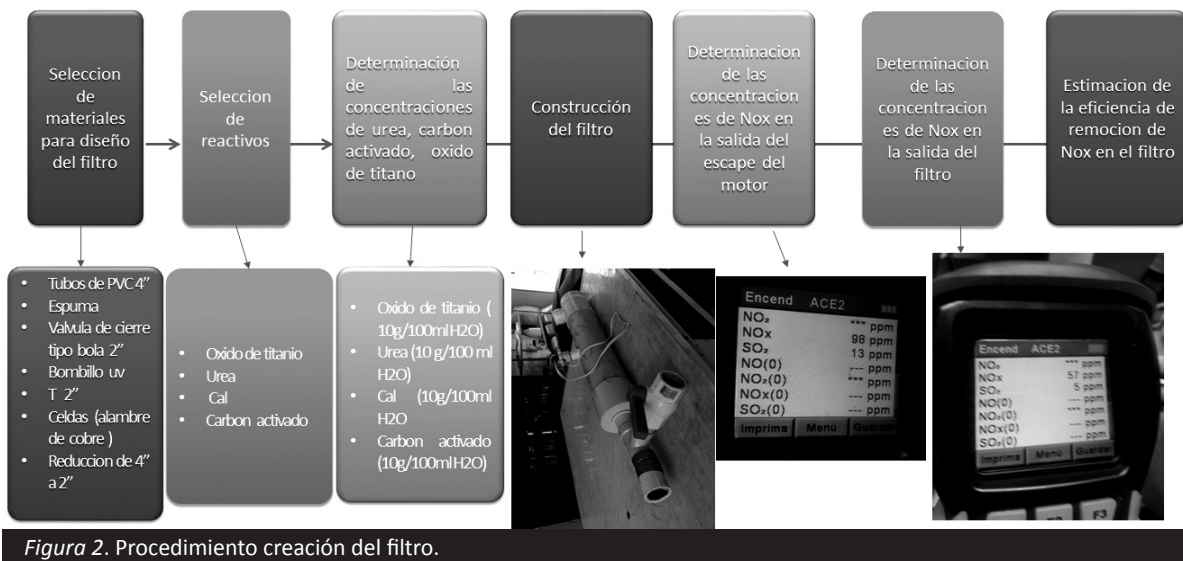 Seleccion
de
materiales
para diseño
del filtro
Seleccion
de
reactivos
Determinación
de las
concentraciones
de urea, carbon
activado, oxido
de titano
Construcción
del filtro
Determinacion
de las
concentracion
es de Nox en
la salida del
escape del
motor
Determinacion
de las
concentracion
es de Nox en
la salida del
filtro
Estimacion de
la eficiencia de
remocion de
Nox en el filtro
• Tubos de PVC 4”
• Espuma
• Valvula de cierre
tipo bola 2”
• Bombillo uv
• T 2”
• Celdas (alambre
de cobre )
• Reduccion de 4”
a 2”
• Oxido de titanio
• Urea
• Cal
• Carbon activado
• Oxido de titanio (
10g/100ml H2O)
• Urea (10 g/100 ml
H2O)
• Cal (10g/100ml
H2O
• Carbon activado
(10g/100ml H2O)
Encend ACE2
NO₂ *** ppm
NOx 98 ppm
SO₂ 13 ppm
NO(0) --- ppm
NO₂(0) *** ppm
NOx(0) --- ppm
SO₂(0) --- ppm
Imprima Menú Guardar
Encend ACE2
NO₂ *** ppm
NOx 57 ppm
SO₂ 5 ppm
NO(0) --- ppm
NO₂(0) *** ppm
NOx(0) --- ppm
SO₂(0) --- ppm
Imprima Menú Guardar
F3
Figura 2. Procedimiento creación del filtro.